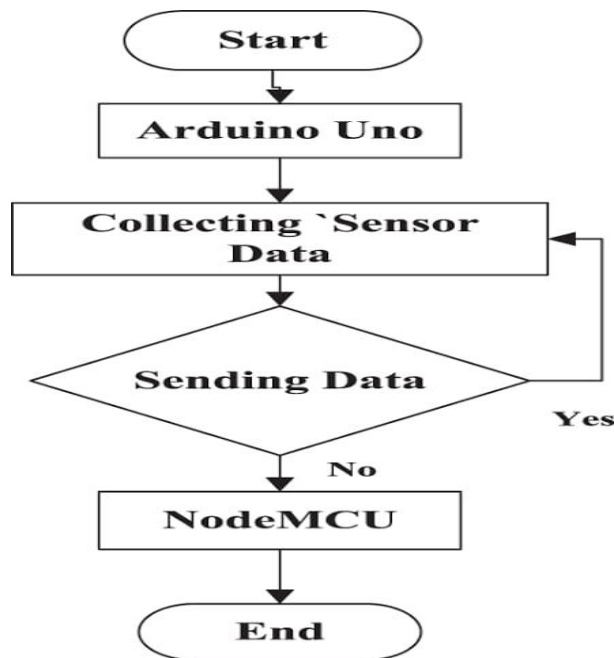 Start
Arduino Uno
Collecting `Sensor
Data
Sending Data
Yes
No
NodeMCU
End